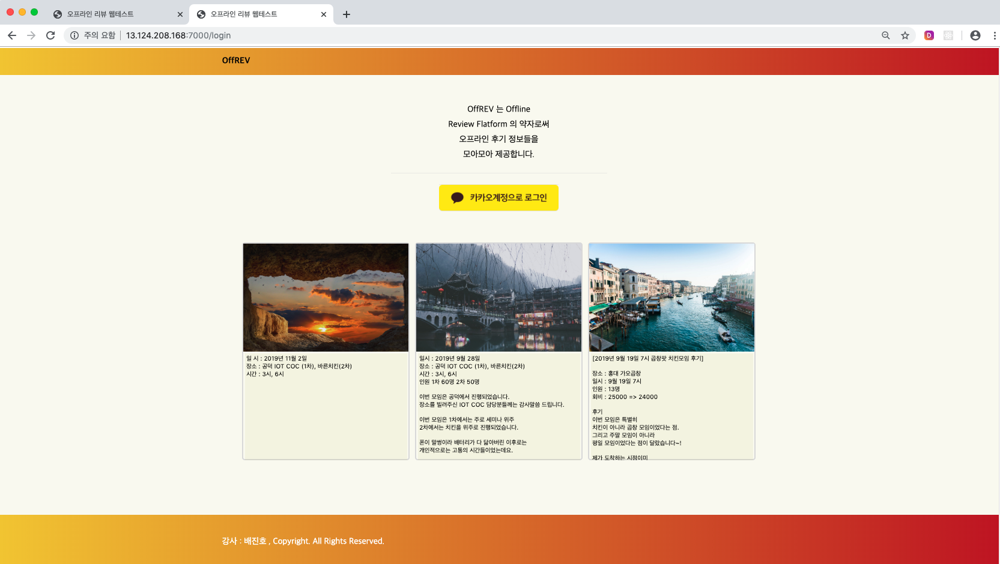 오프라인 리뷰 웹테스트
오프라인 리뷰 웹테스트
주의 요함
13.124.208.168:7000/login
D
OffREV
OffREV 는 Offline
Review Flatform 의 약자로써
오프라인 후기 정보들을
모아모아 제공합니다.
카카오계정으로 로그인
일 시 : 2019년 11월 2일
장소 : 공덕 IOT COC (1차), 바른치킨(2차)
시간 : 3시, 6시
일시 : 2019년 9월 28일
장소 : 공덕 IOT COC (1차), 바른치킨(2차)
시간 : 3시, 6시
인원 1차 60명 2차 50명
이번 모임은 공덕에서 진행되었습니다.
장소를 빌려주신 IOT COC 담당분들께는 감사말씀 드립니다.
이번 모임은 1차에서는 주로 세미나 위주
2차에서는 치킨을 위주로 진행되었습니다.
폰이 말썽이라 배터리가 다 닳아버린 이후로는
개인적으로는 고통의 시간들이었는데요.
[2019년 9월 19일 7시 곱창팟 치킨모임 후기]
장소 : 홍대 가오곱창
일시 : 9월 19일 7시
인원 : 13명
회비 : 25000 => 24000
후기
이번 모임은 특별히
치킨이 아니라 곱창 모임이었다는 점.
그리고 주말 모임이 아니라
평일 모임이었다는 점이 달랐습니다~!
제가 도착하는 시점이미
강사 : 배진호 , Copyright. All Rights Reserved.